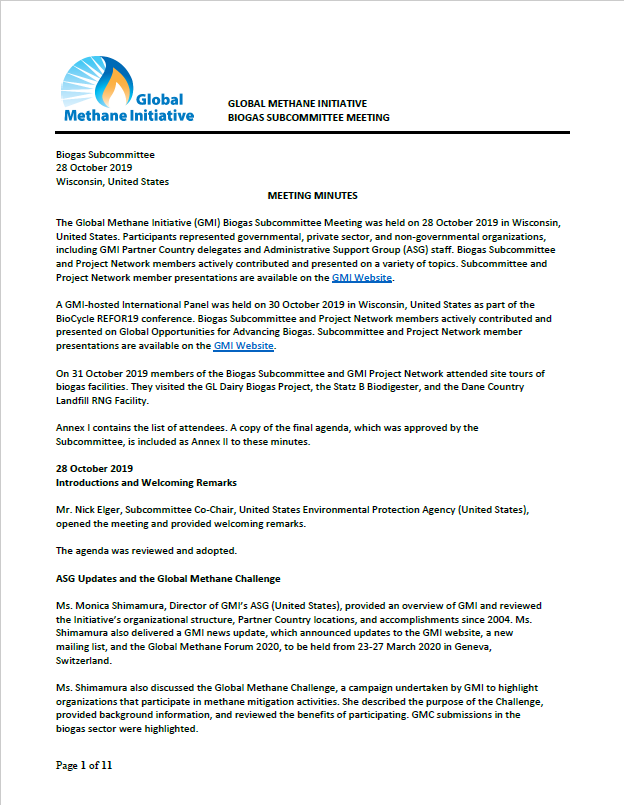 Global
Methane Initiative
GLOBAL METHANE INITIATIVE
BIOGAS SUBCOMMITTEE MEETING
Biogas Subcommittee
28 October 2019
Wisconsin, United States
MEETING MINUTES
The Global Methane Initiative (GMI) Biogas Subcommittee Meeting was held on 28 October 2019 in Wisconsin,
United States. Participants represented governmental, private sector, and non-governmental organizations,
including GMI Partner Country delegates and Administrative Support Group (ASG) staff. Biogas Subcommittee
and Project Network members actively contributed and presented on a variety of topics. Subcommittee and
Project Network member presentations are available on the GMI Website.
A GMI-hosted International Panel was held on 30 October 2019 in Wisconsin, United States as part of the
BioCycle REFOR19 conference. Biogas Subcommittee and Project Network members actively contributed and
presented on Global Opportunities for Advancing Biogas. Subcommittee and Project Network member
presentations are available on the GMI Website.
On 31 October 2019 members of the Biogas Subcommittee and GMI Project Network attended site tours of
biogas facilities. They visited the GL Dairy Biogas Project, the Statz B Biodigester, and the Dane Country
Landfill RNG Facility.
Annex I contains the list of attendees. A copy of the final agenda, which was approved by the
Subcommittee, is included as Annex II to these minutes.
28 October 2019
Introductions and Welcoming Remarks
Mr. Nick Elger, Subcommittee Co-Chair, United States Environmental Protection Agency (United States),
opened the meeting and provided welcoming remarks.
The agenda was reviewed and adopted.
ASG Updates and the Global Methane Challenge
Ms. Monica Shimamura, Director of GMI's ASG (United States), provided an overview of GMI and reviewed
the Initiative's organizational structure, Partner Country locations, and accomplishments since 2004. Ms.
Shimamura also delivered a GMI news update, which announced updates to the GMI website, a new
mailing list, and the Global Methane Forum 2020, to be held from 23-27 March 2020 in Geneva,
Switzerland.
Ms. Shimamura also discussed the Global Methane Challenge, a campaign undertaken by GMI to highlight
organizations that participate in methane mitigation activities. She described the purpose of the Challenge,
provided background information, and reviewed the benefits of participating. GMC submissions in the
biogas sector were highlighted.
Page 1 of 11